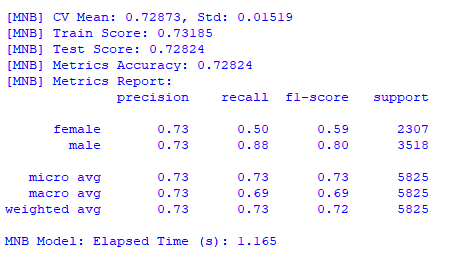 [MNB] CV Mean: 0.72873, Std: 0.01519
[MNB] Train Score: 0.73185
[MNB] Test Score: 0.72824
[MNB] Metrics Accuracy: 0.72824
[MNB] Metrics Report:
precision recall f1-score support
female 0.73 0.50 0.59 2307
male 0.73 0.88 0.80 3518
micro avg 0.73 0.73 0.73 5825
macro avg 0.73 0.69 0.69 5825
weighted avg 0.73 0.73 0.72 5825
MNB Model: Elapsed Time (s): 1.165